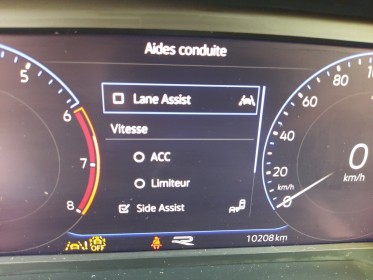 Aides conduite
Lane Assist
Vitesse
ACC
Limiteur
Side Assist
5
6
7
8
OFF
100
80
60
40
20
km/h
0
0
km/h
10208 km